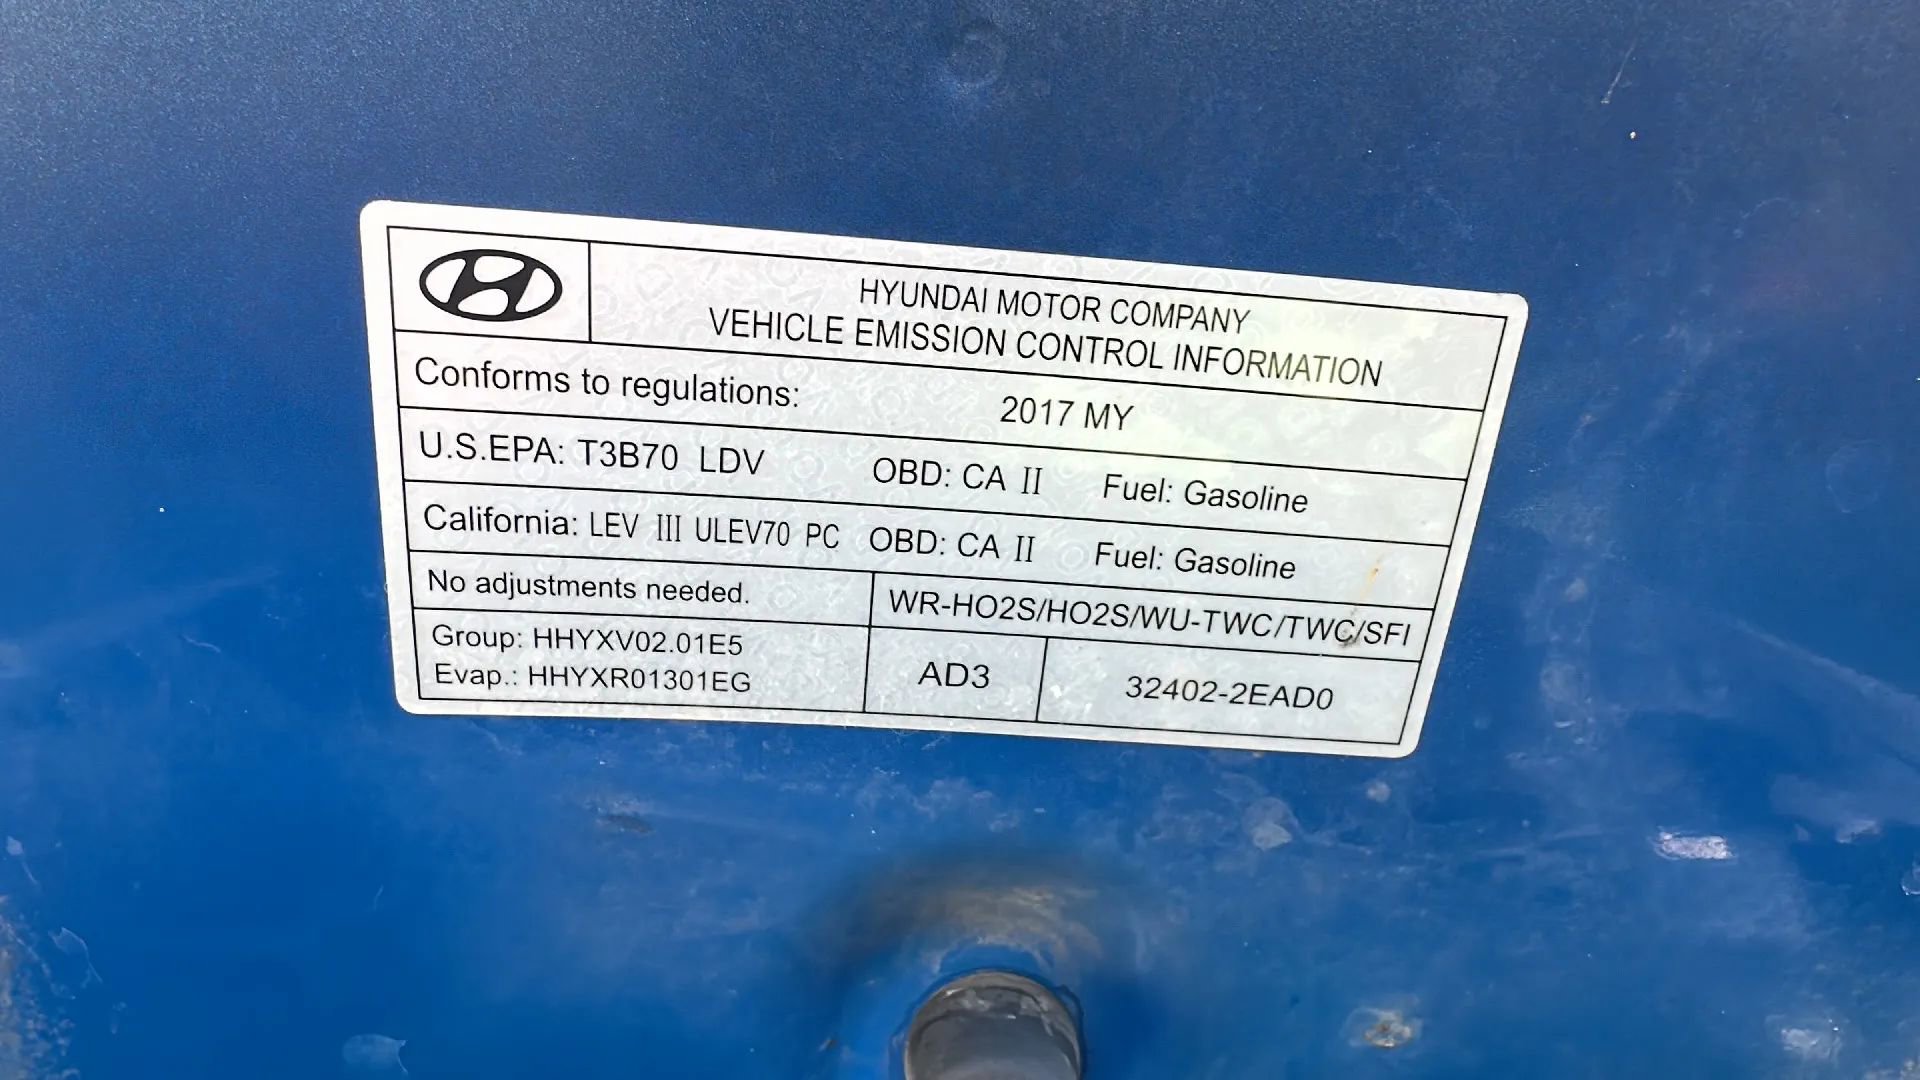 HYUNDAI MOTOR COMPANY
VEHICLE EMISSION CONTROL INFORMATION
Conforms to regulations: 2017 MY
U.S.EPA: T3B70 LDV OBD: CA II Fuel: Gasoline
California: LEV III ULEV70 PC OBD: CA II Fuel: Gasoline
No adjustments needed. WR-HO2S/HO2S/WU-TWC/TWC/SFI
Group: HHYXV02.01E5
Evap.: HHYXR01301EG
AD3 32402-2EAD0